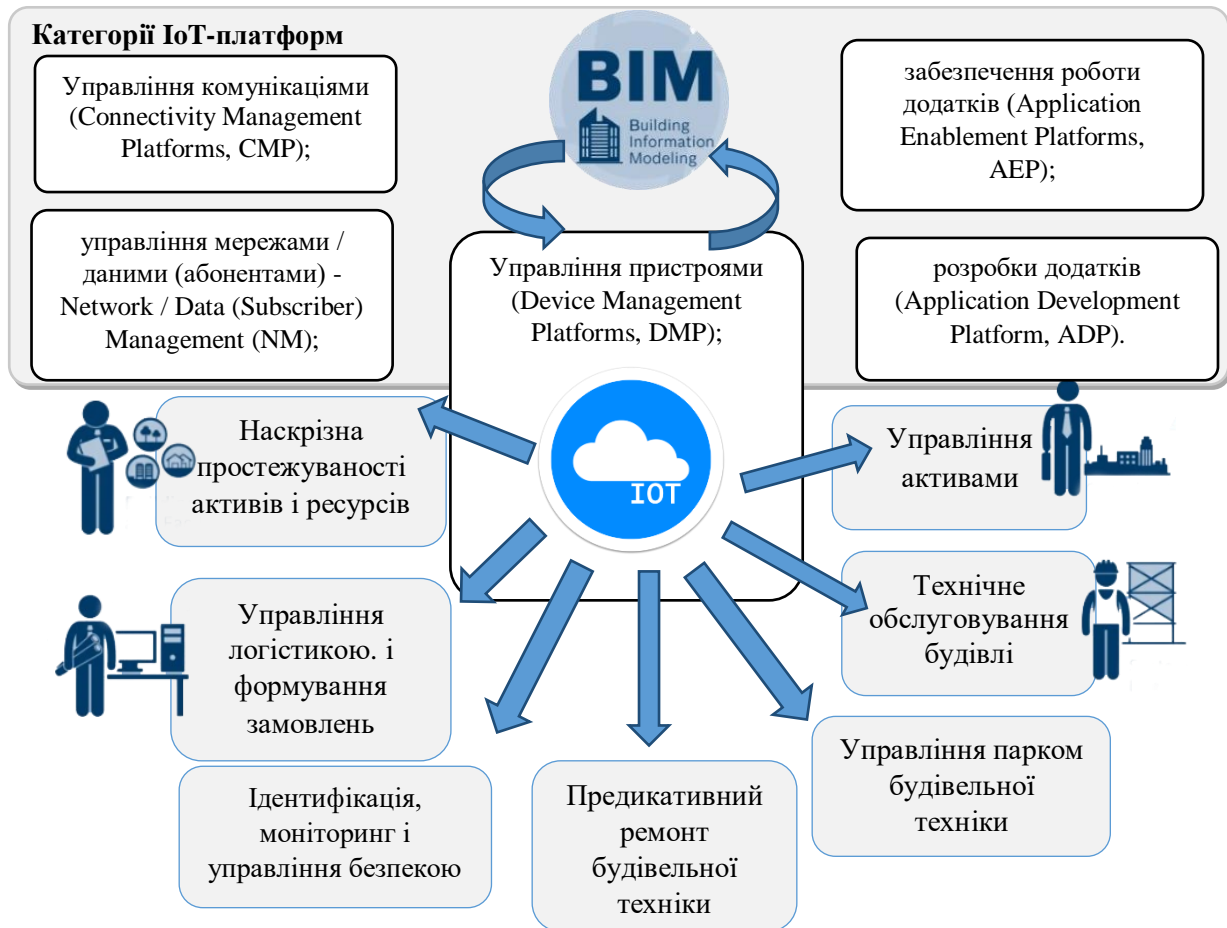 Категорії IoT-платформ
Управління комунікаціями
(Connectivity Management
Platforms, CMP);
BIM
Building
Information
Modeling
забезпечення роботи
додатків (Application
Enablement Platforms,
AEP);
управління мережами /
даними (абонентами) -
Network / Data (Subscriber)
Management (NM);
Управління пристроями
(Device Management
Platforms, DMP);
розробки додатків
(Application Development
Platform, ADP).
IOT
Наскрізна
простежуваності
активів і ресурсів
Управління
активами
Управління
логістикою. і
формування
замовлень
Технічне
обслуговування
будівлі
Ідентифікація,
моніторинг і
управління безпекою
Предикативний
ремонт
будівельної
техніки
Управління парком
будівельної
техніки